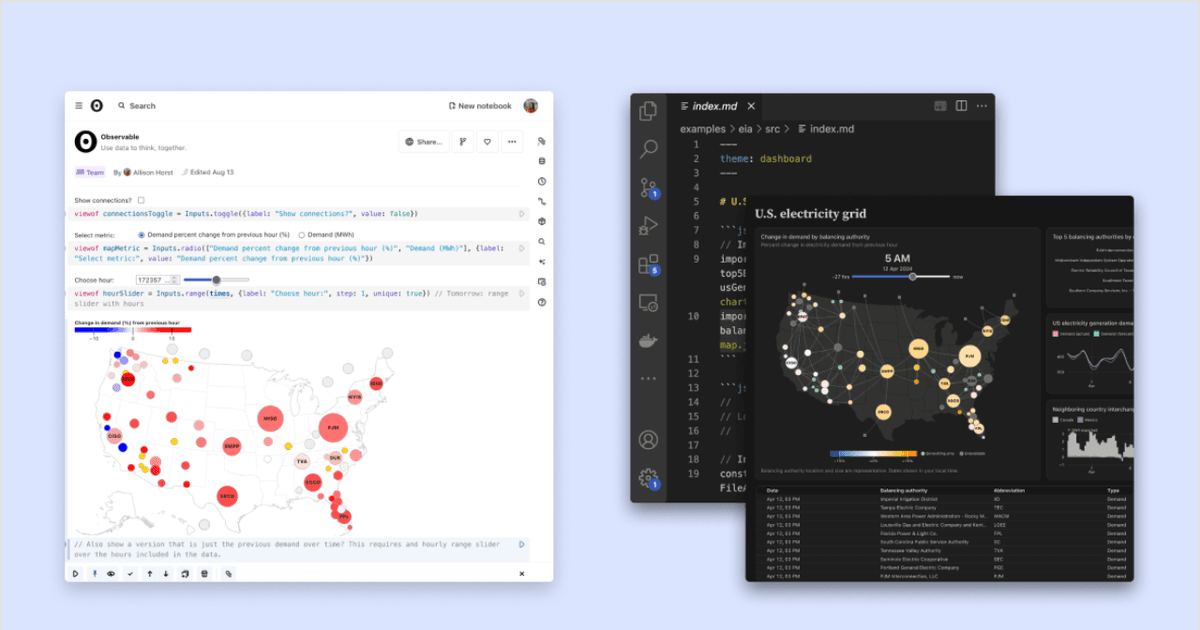 Search
New notebook
Observable
Use data to think, together.
Share...
Team
By Allison Horst
Edited Aug 13
Show connections?
viewof connectionsToggle = Inputs.toggle({label: "Show connections?", value: false})
Select metric:
Demand percent change from previous hour (%)
Demand (MWh)
viewof mapMetric = Inputs.radio(["Demand percent change from previous hour (%)", "Demand (MWh)"], {label:
"Select metric:", value: "Demand percent change from previous hour (%)"})
Choose hour:
172357
viewof hourSlider = Inputs.range(times, {label: "Choose hour:", step: 1, unique: true}) // Tomorrow: range
slider with hours
Change in demand (%) from previous hour
-10 0 10
PJM
SWPP
TVA
ERCO
CISO
// Also show a version that is just the previous demand over time? This requires and hourly range slider
over the hours included in the data.
index.md
examples > eia > src > index.md
1 ---
2 theme: dashboard
3 ---
4
5 # U.S
6
7 ```js
8 // In
9 impor
top5B
usGen
chart
10 impor
balan
map.j
11 ```
12
13 ```js
14 //
15 // Lo
16 //
17
18 // In
19 const
FileA
1
5
1
U.S. electricity grid
Change in demand by balancing authority
Percent change in electricity demand from previous hour
5 AM
12 Apr 2024
-27 hrs
now
PJM
SWPP
ERCO
CISO
TVA
Balancing authority location and size are representative. Dates shown in your local time.
Top 5 balancing authorities by
US electricity generation dema
Neighboring country interchan
Canada
Mexico
Date Balancing authority Abbreviation Type
Apr 12, 03 PM Imperial Irrigation District IID Demand
Apr 12, 03 PM Tampa Electric Company TEC Demand
Apr 12, 03 PM Western Area Power Administration - Rocky M... WACM Demand
Apr 12, 03 PM Louisville Gas and Electric Company and Kent... LGEE Demand
Apr 12, 03 PM Florida Power & Light Co. FPL Demand
Apr 12, 03 PM South Carolina Public Service Authority SC Demand
Apr 12, 03 PM Tennessee Valley Authority TVA Demand
Apr 12, 03 PM Seminole Electric Cooperative SEC Demand
Apr 12, 03 PM Portland General Electric Company PGE Demand
Apr 12, 03 PM PJM Interconnection, LLC PJM Demand